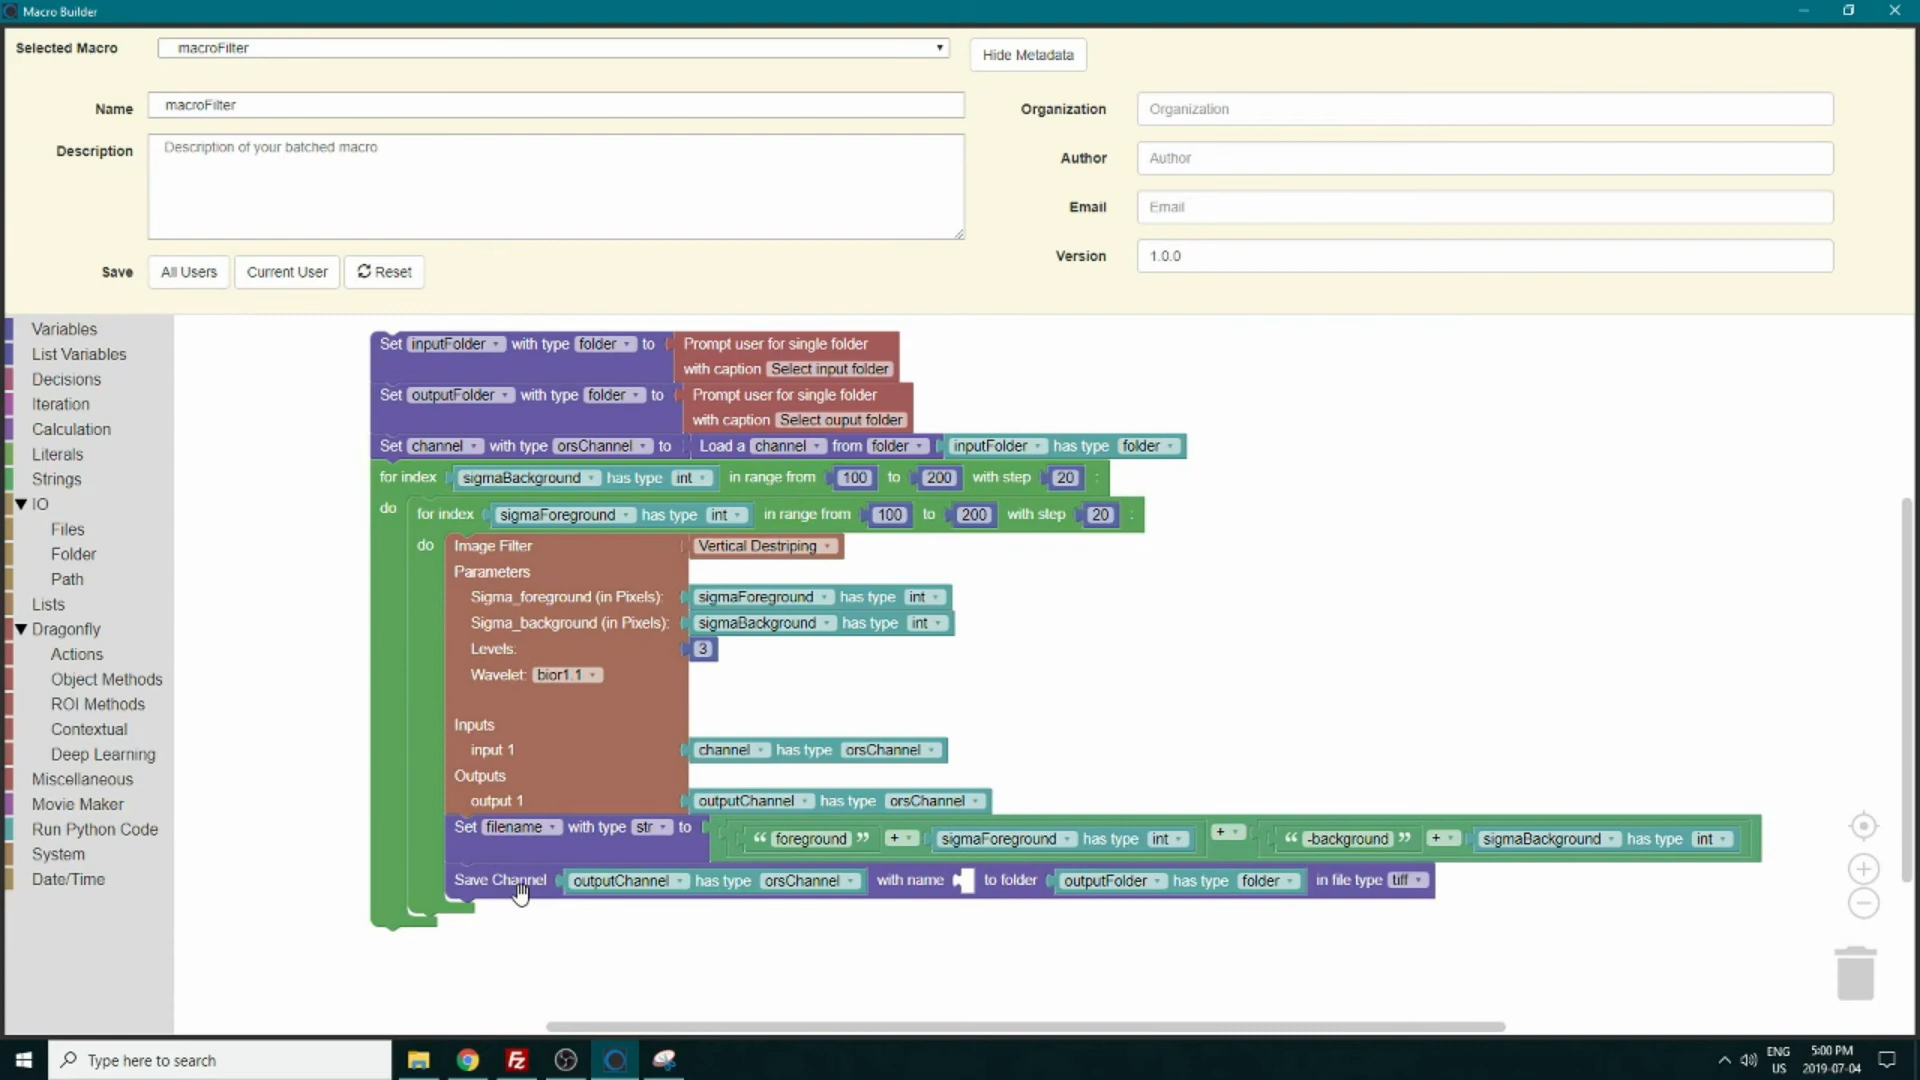 Macro Builder
Selected Macro macroFilter Hide Metadata
Name macroFilter
Organization Organization
Description Description of your batched macro
Author Author
Email Email
Version 1.0.0
Save All Users Current User Reset
Variables
List Variables
Decisions
Iteration
Calculation
Literals
Strings
IO
Files
Folder
Path
Lists
Dragonfly
Actions
Object Methods
ROI Methods
Contextual
Deep Learning
Miscellaneous
Movie Maker
Run Python Code
System
Date/Time
Set inputFolder with type folder to Prompt user for single folder
with caption Select input folder
Set outputFolder with type folder to Prompt user for single folder
with caption Select ouput folder
Set channel with type orsChannel to Load a channel from folder inputFolder has type folder
for index sigmaBackground has type int in range from 100 to 200 with step 20 :
do for index sigmaForeground has type int in range from 100 to 200 with step 20 :
do Image Filter Vertical Destriping
Parameters
Sigma_foreground (in Pixels): sigmaForeground has type int
Sigma_background (in Pixels): sigmaBackground has type int
Levels: 3
Wavelet: bior1.1
Inputs
input 1 channel has type orsChannel
Outputs
output 1 outputChannel has type orsChannel
Set filename with type str to “ foreground ” + sigmaForeground has type int + “ -background ” + sigmaBackground has type int
Save Channel outputChannel has type orsChannel with name to folder outputFolder has type folder in file type tiff
Type here to search
ENG
US
5:00 PM
2019-07-04